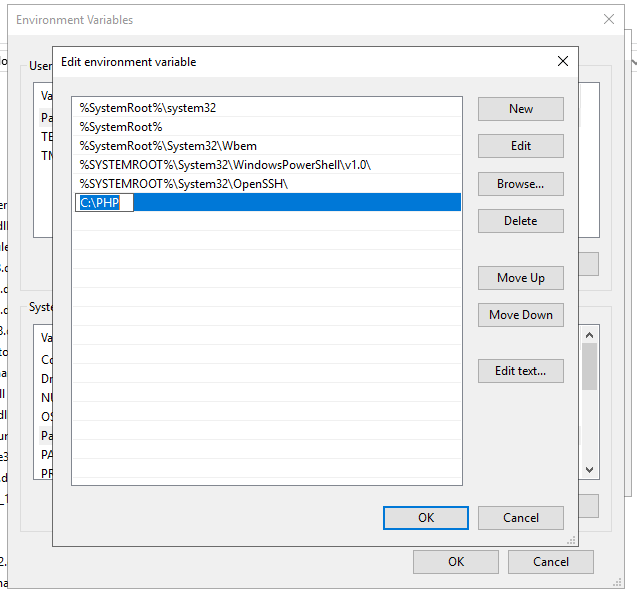 Environment Variables
Edit environment variable
User
Va
Pa
TE
TM
%SystemRoot%\system32
%SystemRoot%
%SystemRoot%\System32\Wbem
%SYSTEMROOT%\System32\WindowsPowerShell\v1.0\
%SYSTEMROOT%\System32\OpenSSH\
C:\PHP
New
Edit
Browse...
Delete
Move Up
Move Down
Edit text...
Syste
Va
Co
Dr
NU
OS
Pa
PA
PR
OK
Cancel
OK
Cancel